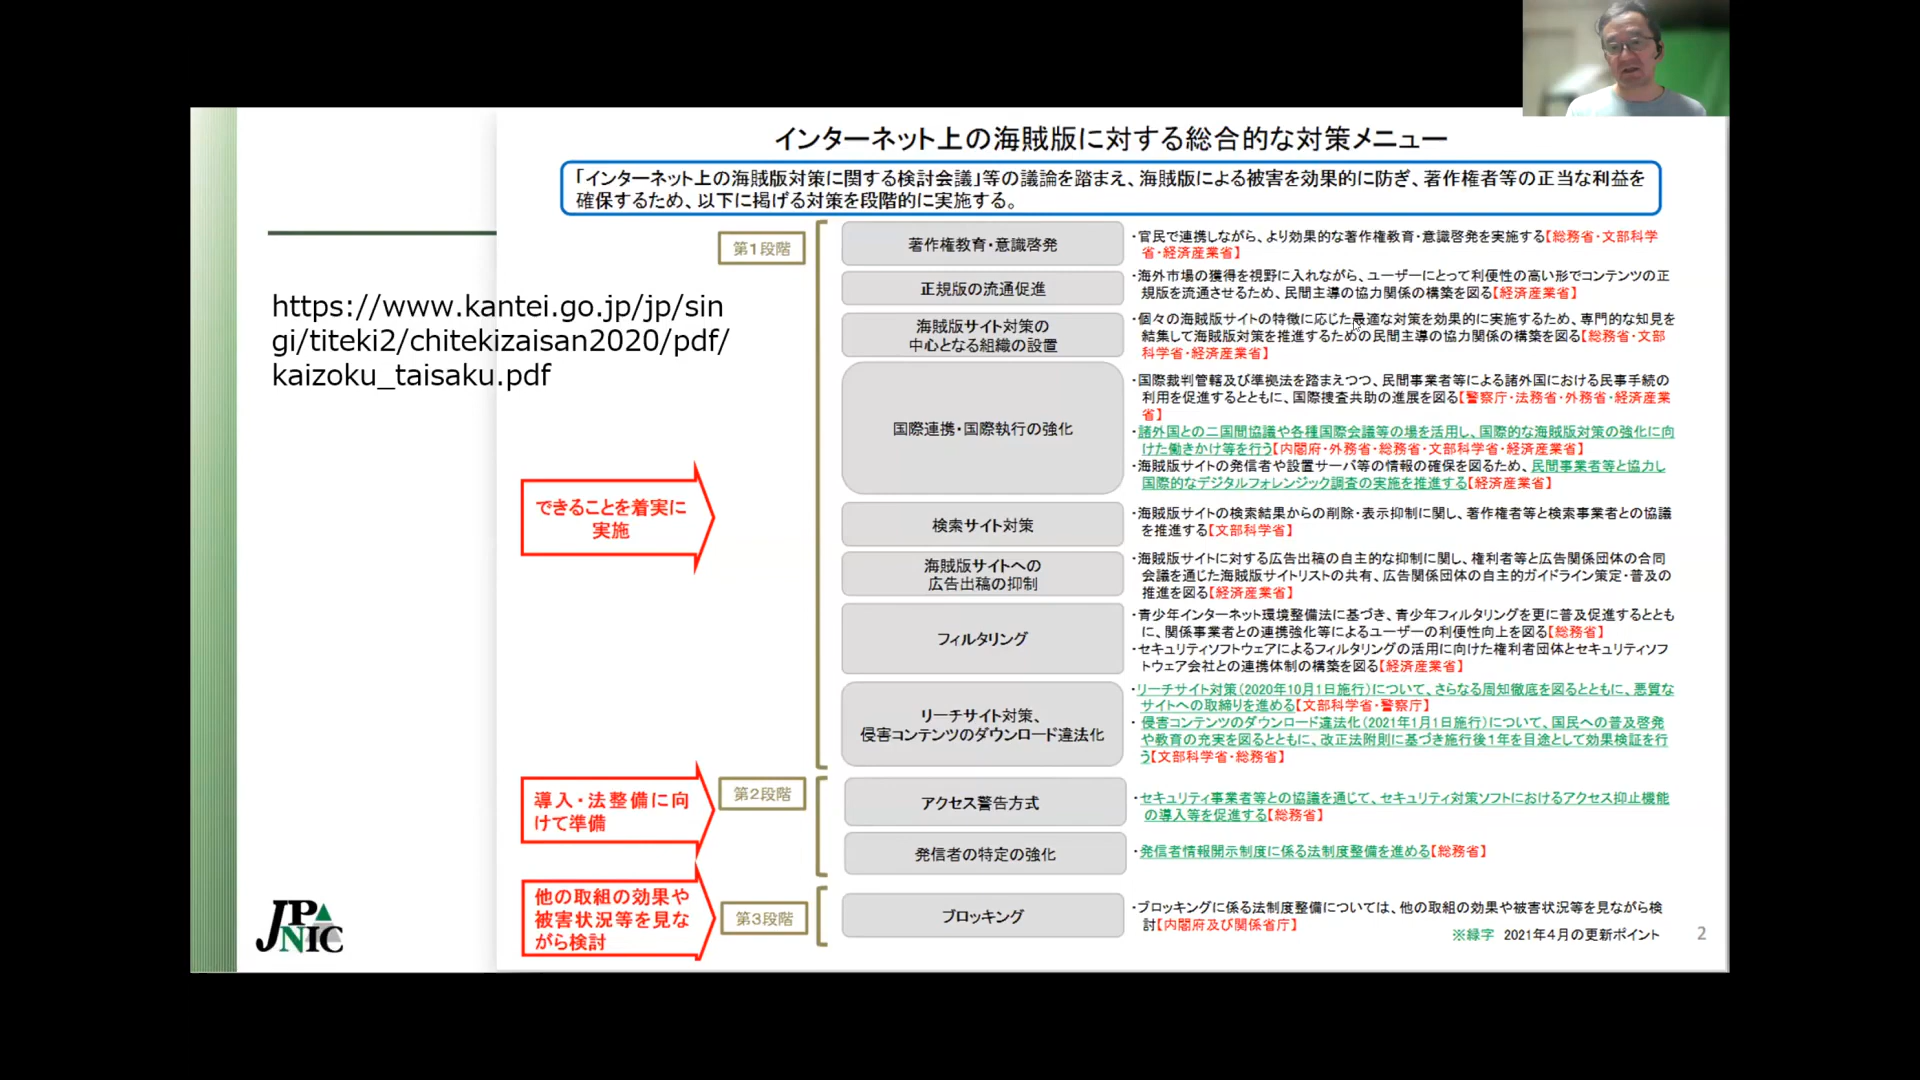 インターネット上の海賊版に対する総合的な対策メニュー
「インターネット上の海賊版対策に関する検討会議」等の議論を踏まえ、海賊版による被害を効果的に防ぎ、著作権者等の正当な利益を
確保するため、以下に掲げる対策を段階的に実施する。
https://www.kantei.go.jp/jp/sin
gi/titeki2/chitekizaisan2020/pdf/
kaizoku_taisaku.pdf
できることを着実に
実施
第1段階
著作権教育・意識啓発
・官民で連携しながら、より効果的な著作権教育・意識啓発を実施する【総務省・文部科学
省・経済産業省】
正規版の流通促進
・海外市場の獲得を視野に入れながら、ユーザーにとって利便性の高い形でコンテンツの正
規版を流通させるため、民間主導の協力関係の構築を図る【経済産業省】
海賊版サイト対策の
中心となる組織の設置
・個々の海賊版サイトの特徴に応じた最適な対策を効果的に実施するため、専門的な知見を
結集して海賊版対策を推進するための民間主導の協力関係の構築を図る【総務省・文部
科学省・経済産業省】
国際連携・国際執行の強化
・国際裁判管轄及び準拠法を踏まえつつ、民間事業者等による諸外国における民事手続の
利用を促進するとともに、国際捜査共助の進展を図る【警察庁・法務省・外務省・経済産業
省】
・諸外国との二国間協議や各種国際会議等の場を活用し、国際的な海賊版対策の強化に向
けた働きかけ等を行う【内閣府・外務省・総務省・文部科学省・経済産業省】
・海賊版サイトの発信者や設置サーバ等の情報の確保を図るため、民間事業者等と協力し
国際的なデジタルフォレンジック調査の実施を推進する【経済産業省】
検索サイト対策
・海賊版サイトの検索結果からの削除・表示抑制に関し、著作権者等と検索事業者との協議
を推進する【文部科学省】
海賊版サイトへの
広告出稿の抑制
・海賊版サイトに対する広告出稿の自主的な抑制に関し、権利者等と広告関係団体の合同
会議を通じた海賊版サイトリストの共有、広告関係団体の自主的ガイドライン策定・普及の
推進を図る【経済産業省】
フィルタリング
・青少年インターネット環境整備法に基づき、青少年フィルタリングを更に普及促進するととも
に、関係事業者との連携強化等によるユーザーの利便性向上を図る【総務省】
・セキュリティソフトウェアによるフィルタリングの活用に向けた権利者団体とセキュリティソフ
トウェア会社との連携体制の構築を図る【経済産業省】
リーチサイト対策、
侵害コンテンツのダウンロード違法化
・リーチサイト対策(2020年10月1日施行)について、さらなる周知徹底を図るとともに、悪質な
サイトへの取締りを進める【文部科学省・警察庁】
・侵害コンテンツのダウンロード違法化(2021年1月1日施行)について、国民への普及啓発
や教育の充実を図るとともに、改正法附則に基づき施行後1年を目途として効果検証を行
う【文部科学省・総務省】
導入・法整備に向
けて準備
第2段階
アクセス警告方式
・セキュリティ事業者等との協議を通じて、セキュリティ対策ソフトにおけるアクセス抑止機能
の導入等を促進する【総務省】
発信者の特定の強化
・発信者情報開示制度に係る法制度整備を進める【総務省】
他の取組の効果や
被害状況等を見な
がら検討
第3段階
ブロッキング
・ブロッキングに係る法制度整備については、他の取組の効果や被害状況等を見ながら検
討【内閣府及び関係省庁】
※緑字 2021年4月の更新ポイント
2
JP
NIC